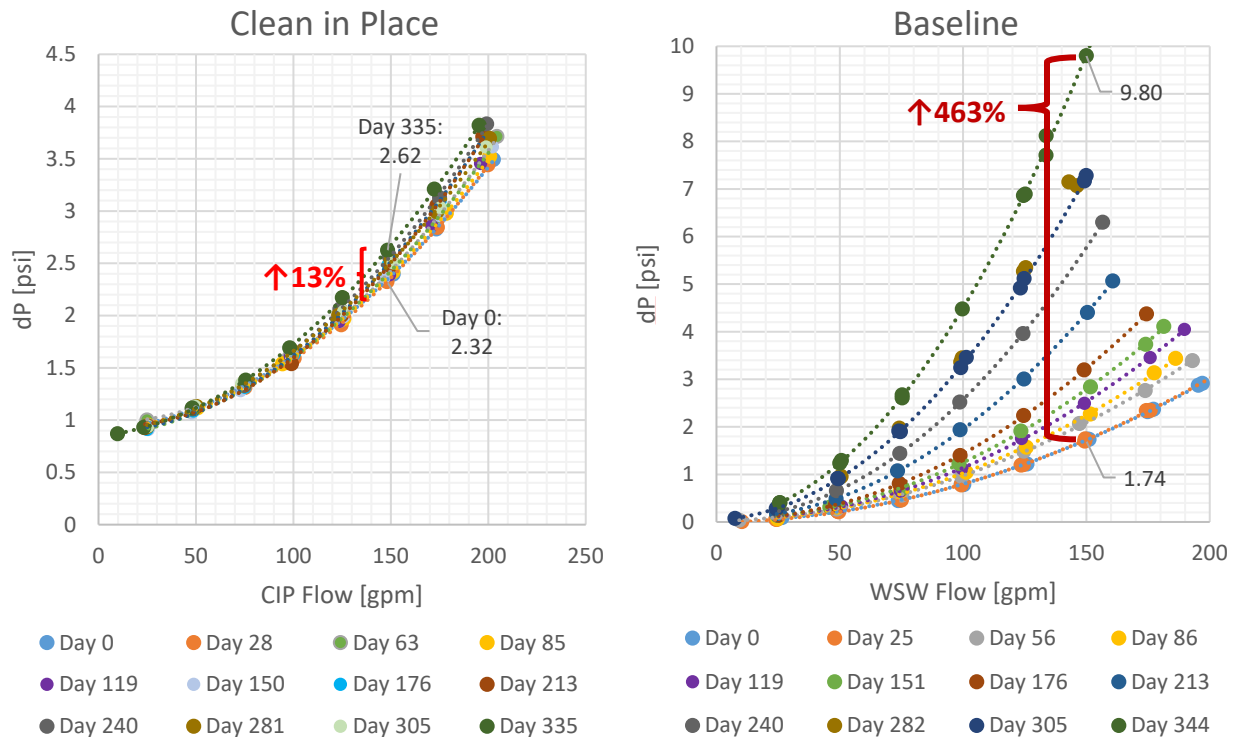 Clean in Place
4.5
4
3.5
3
2.5
2
1.5
1
0.5
0
dP [psi]
Day 335:
2.62
↑13%
Day 0:
2.32
0 50 100 150 200 250
CIP Flow [gpm]
Day 0 Day 28 Day 63 Day 85
Day 119 Day 150 Day 176 Day 213
Day 240 Day 281 Day 305 Day 335
Baseline
10
9
8
7
6
5
4
3
2
1
0
dP [psi]
9.80
↑463%
1.74
0 50 100 150 200
WSW Flow [gpm]
Day 0 Day 25 Day 56 Day 86
Day 119 Day 151 Day 176 Day 213
Day 240 Day 282 Day 305 Day 344